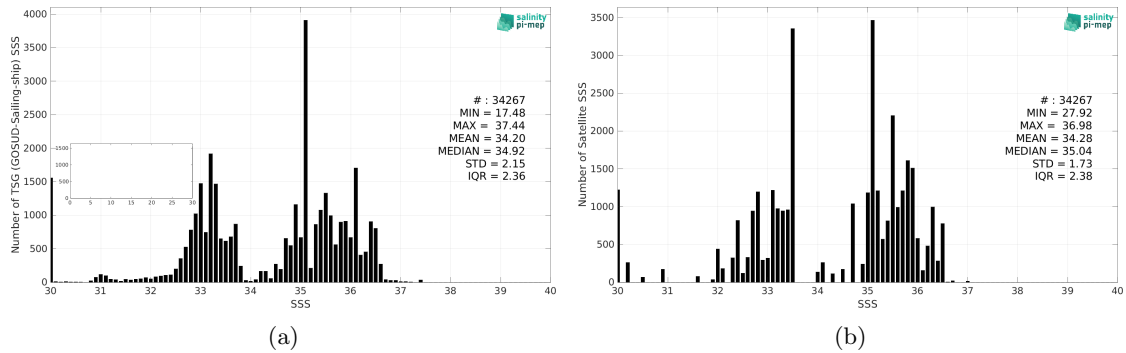 4000
3500
3000
2500
2000
1500
1000
500
0
Number of TSG (GOSUD-Sailing-ship) SSS
salinity
pi-mep
# : 34267
MIN = 17.48
MAX = 37.44
MEAN = 34.20
MEDIAN = 34.92
STD = 2.15
IQR = 2.36
1500
1000
500
0
0 5 10 15 20 25 30
30 31 32 33 34 35 36 37 38 39 40
SSS
(a)
3500
3000
2500
2000
1500
1000
500
0
Number of Satellite SSS
salinity
pi-mep
# : 34267
MIN = 27.92
MAX = 36.98
MEAN = 34.28
MEDIAN = 35.04
STD = 1.73
IQR = 2.38
30 31 32 33 34 35 36 37 38 39 40
SSS
(b)